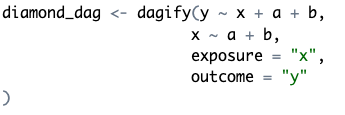 diamond_dag <- dagify(y ~ x + a + b,
                      x ~ a + b,
                      exposure = "x",
                      outcome = "y"
)